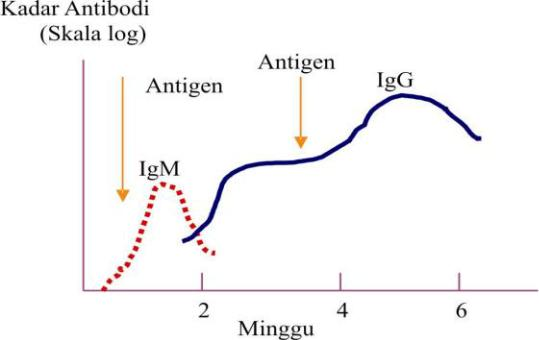 Kadar Antibodi
(Skala log)
Antigen
Antigen
IgG
IgM
2
4
6
Minggu